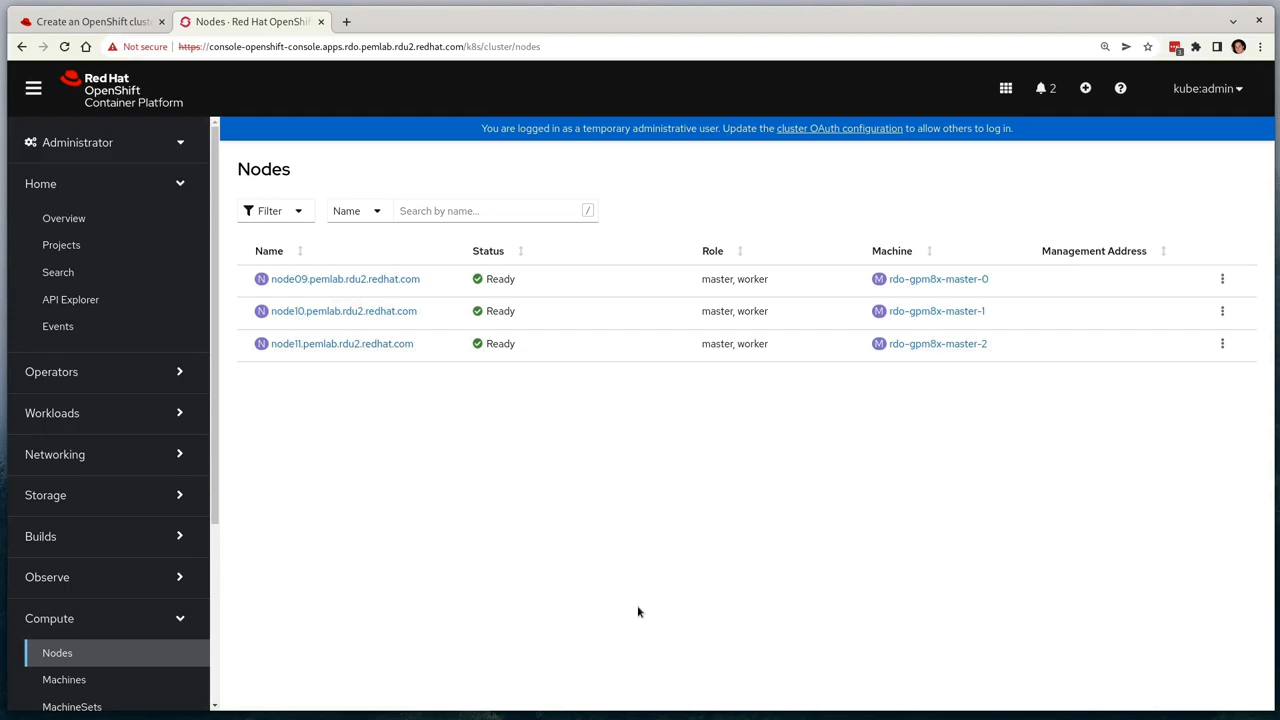 Create an OpenShift cluste
Nodes · Red Hat OpenShif
Not secure
https://console-openshift-console.apps.rdo.pemlab.rdu2.redhat.com/k8s/cluster/nodes
3
Red Hat
OpenShift
Container Platform
2
kube:admin
You are logged in as a temporary administrative user. Update the cluster OAuth configuration to allow others to log in.
Administrator
Home
Overview
Projects
Search
API Explorer
Events
Operators
Workloads
Networking
Storage
Builds
Observe
Compute
Nodes
Machines
MachineSets
Nodes
Filter
Name
Search by name...
/
Name Status Role Machine Management Address
N node09.pemlab.rdu2.redhat.com Ready master, worker M rdo-gpm8x-master-0
N node10.pemlab.rdu2.redhat.com Ready master, worker M rdo-gpm8x-master-1
N node11.pemlab.rdu2.redhat.com Ready master, worker M rdo-gpm8x-master-2